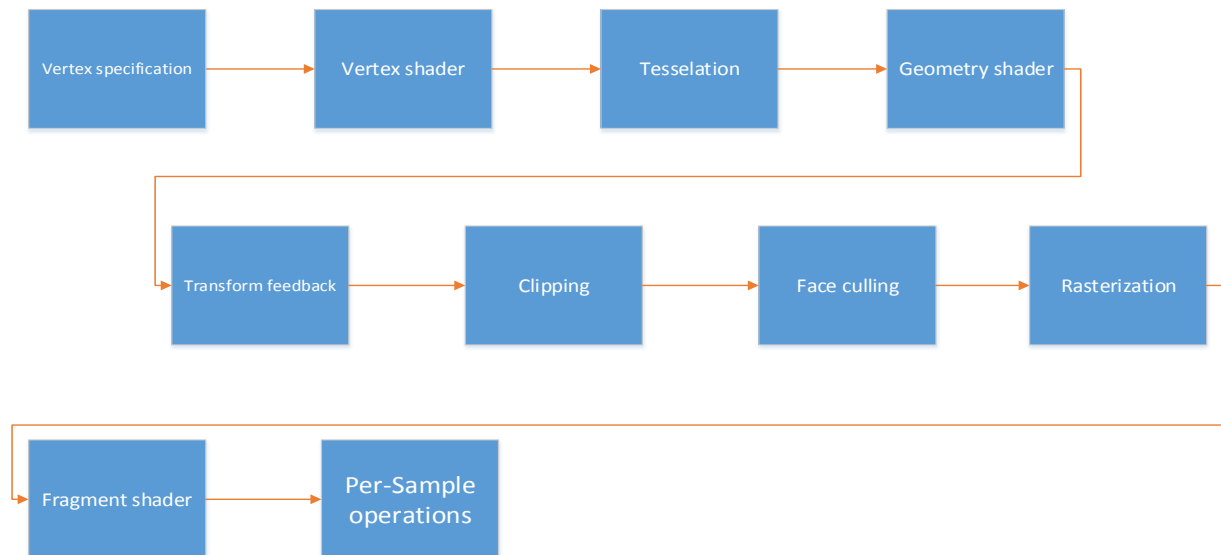 Vertex specification
Vertex shader
Tesselation
Geometry shader
Transform feedback
Clipping
Face culling
Rasterization
Fragment shader
Per-Sample
operations